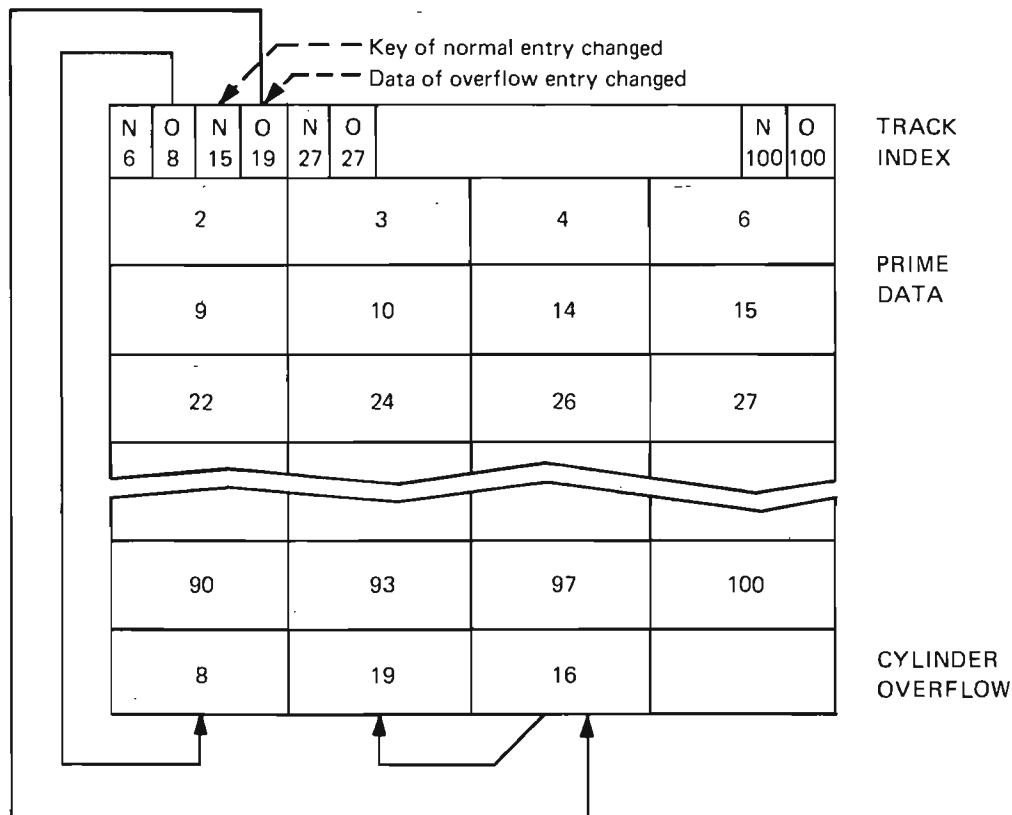 Key of normal entry changed
Data of overflow entry changed
N O N O N O N O
6 8 15 19 27 27 100 100
TRACK
INDEX
2 3 4 6
PRIME
DATA
9 10 14 15
22 24 26 27
90 93 97 100
8 19 16
CYLINDER
OVERFLOW